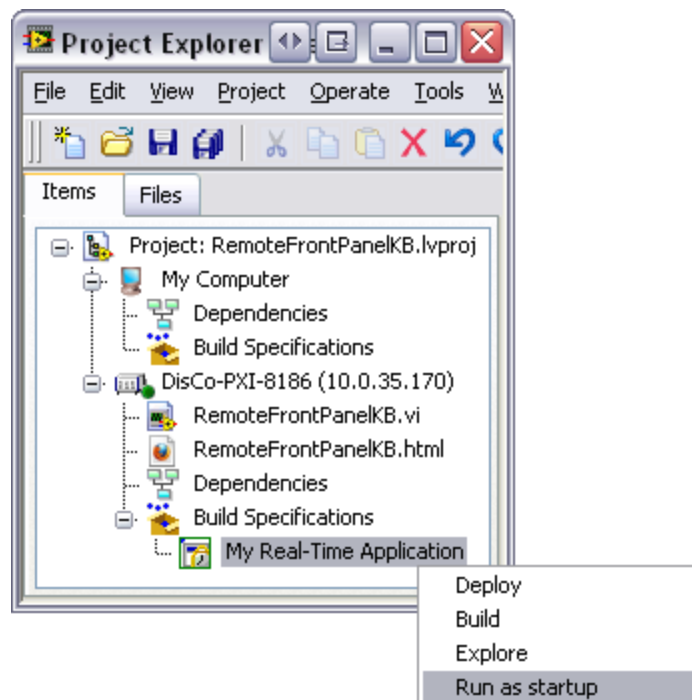 Project Explorer
File Edit View Project Operate Tools W
Items Files
Project: RemoteFrontPanelKB.lvproj
My Computer
Dependencies
Build Specifications
DisCo-PXI-8186 (10.0.35.170)
RemoteFrontPanelKB.vi
RemoteFrontPanelKB.html
Dependencies
Build Specifications
My Real-Time Application
Deploy
Build
Explore
Run as startup